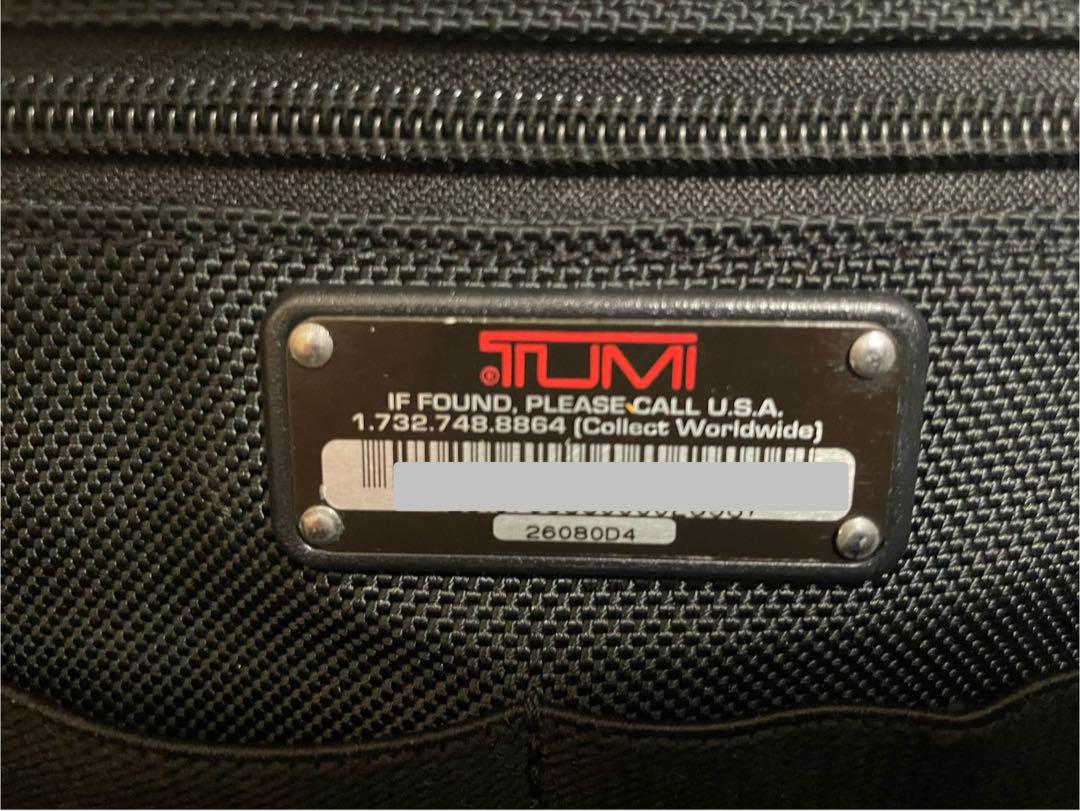 TUMI®
IF FOUND, PLEASE CALL U.S.A.
1.732.748.8864 (Collect Worldwide)
26080D4